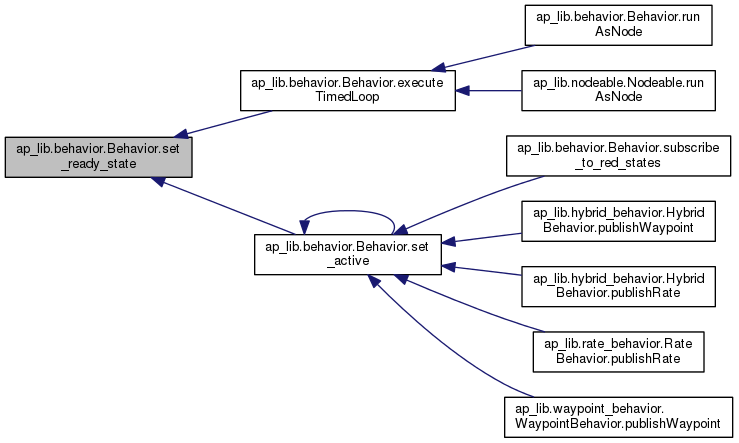 ap_lib.behavior.Behavior.run
AsNode
ap_lib.behavior.Behavior.execute
TimedLoop
ap_lib.nodeable.Nodeable.run
AsNode
ap_lib.behavior.Behavior.set
_ready_state
ap_lib.behavior.Behavior.subscribe
_to_red_states
ap_lib.hybrid_behavior.Hybrid
Behavior.publishWaypoint
ap_lib.behavior.Behavior.set
_active
ap_lib.hybrid_behavior.Hybrid
Behavior.publishRate
ap_lib.rate_behavior.Rate
Behavior.publishRate
ap_lib.waypoint_behavior.
WaypointBehavior.publishWaypoint